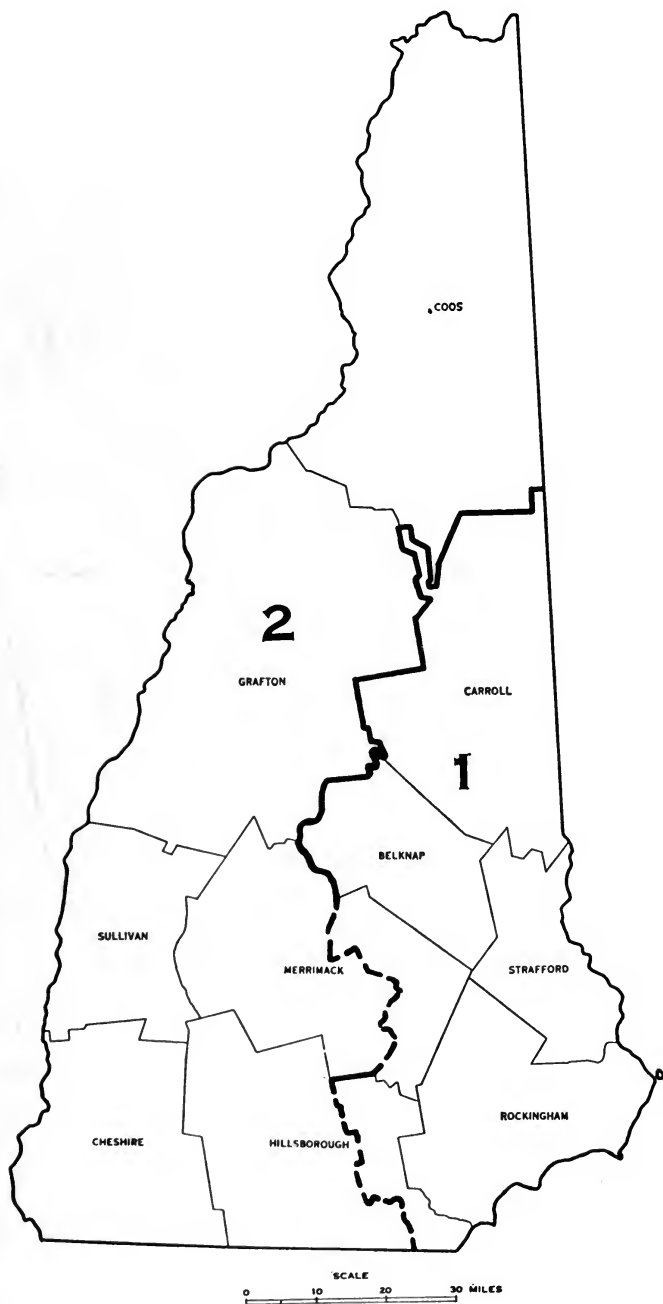 COOS
2
GRAFTON
CARROLL
1
BELKNAP
SULLIVAN
MERRIMACK
STRAFFORD
ROCKINGHAM
CHESHIRE
HILLSBOROUGH
SCALE
0 10 20 30 MILES